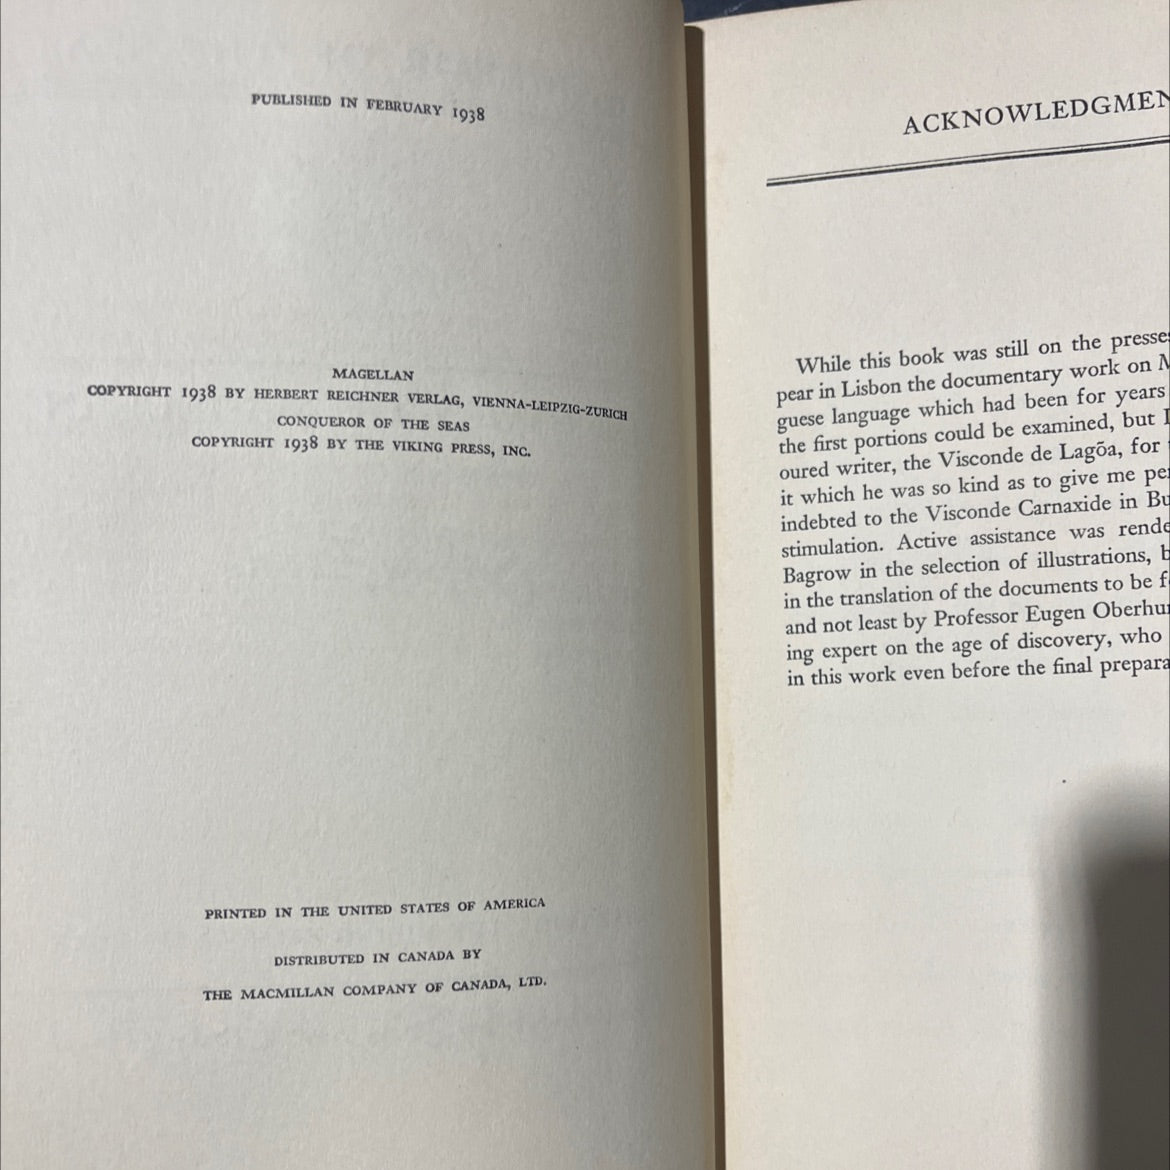 PUBLISHED IN FEBRUARY 1938
MAGELLAN
COPYRIGHT 1938 BY HERBERT REICHNER VERLAG, VIENNA-LEIPZIG-ZURICH
CONQUEROR OF THE SEAS
COPYRIGHT 1938 BY THE VIKING PRESS, INC.
PRINTED IN THE UNITED STATES OF AMERICA
DISTRIBUTED IN CANADA BY
THE MACMILLAN COMPANY OF CANADA, LTD.
ACKNOWLEDGMEN
While this book was still on the presses
pear in Lisbon the documentary work on M
guese language which had been for years
the first portions could be examined, but I
oured writer, the Visconde de Lagõa, for
it which he was so kind as to give me per
indebted to the Visconde Carnaxide in Bu
stimulation. Active assistance was rende
Bagrow in the selection of illustrations, b
in the translation of the documents to be f
and not least by Professor Eugen Oberhu
ing expert on the age of discovery, who
in this work even before the final prepara